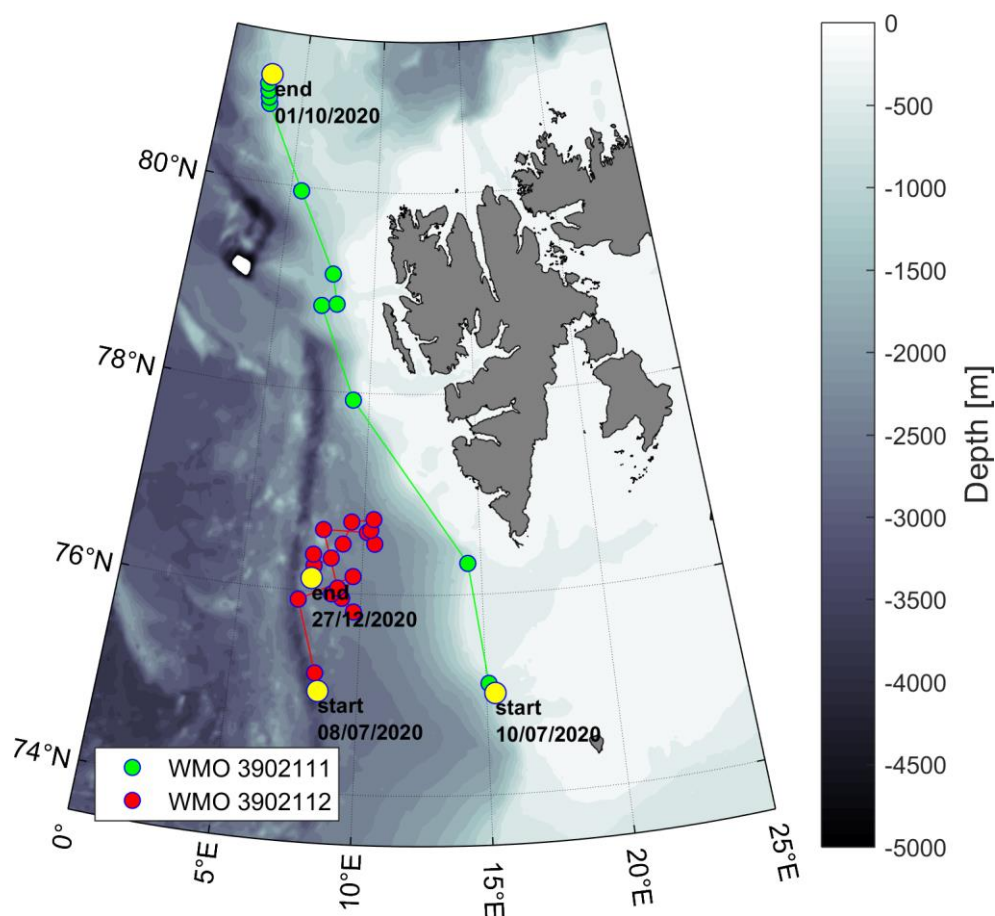 end
01/10/2020
80°N
78°N
76°N
74°N
end
27/12/2020
start
08/07/2020
start
10/07/2020
WMO 3902111
WMO 3902112
0°
5°E
10°E
15°E
20°E
25°E
0
-500
-1000
-1500
-2000
-2500
-3000
-3500
-4000
-4500
-5000
Depth [m]